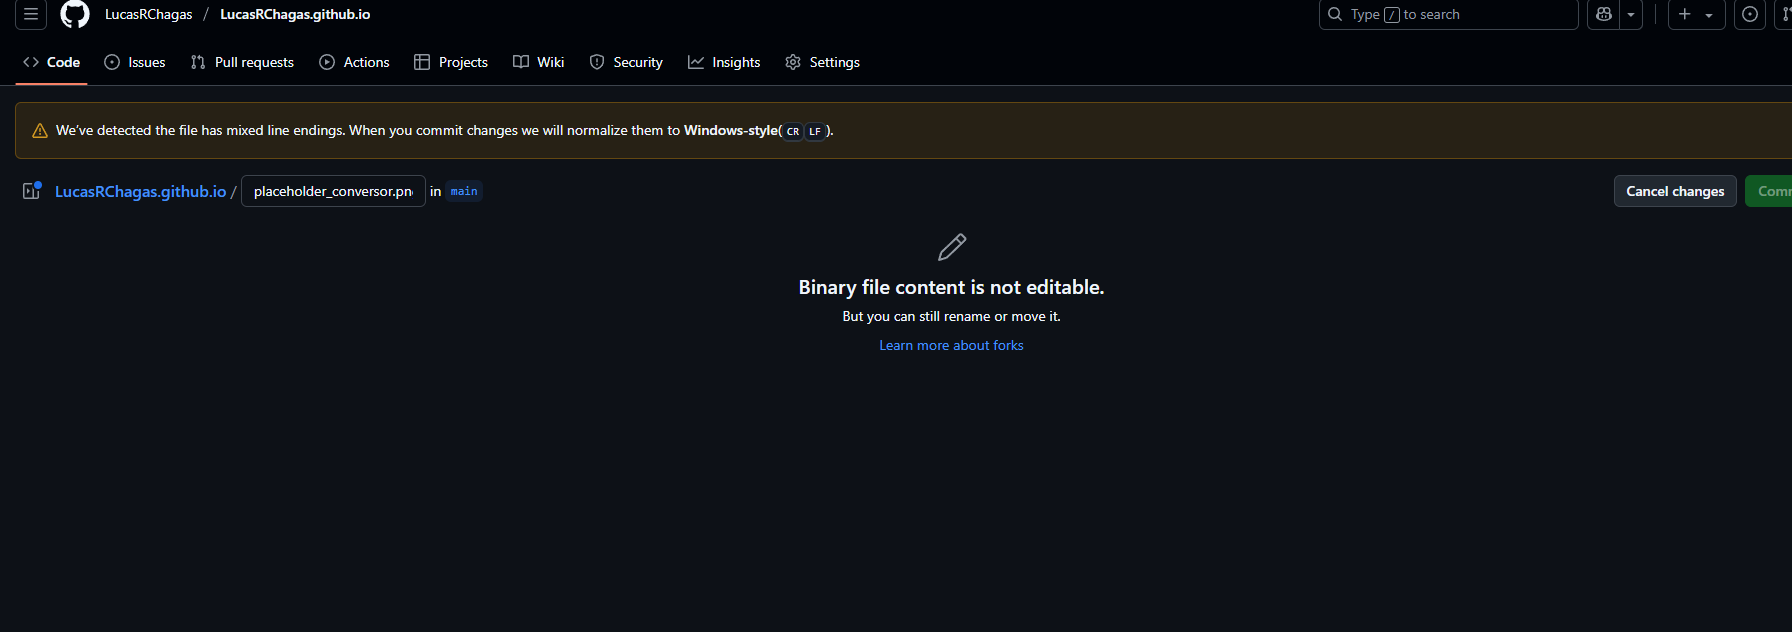 LucasRChagas / LucasRChagas.github.io
Type / to search
Code Issues Pull requests Actions Projects Wiki Security Insights Settings
We've detected the file has mixed line endings. When you commit changes we will normalize them to Windows-style( CR LF ).
LucasRChagas.github.io / placeholder_conversor.pn in main
Cancel changes
Binary file content is not editable.
But you can still rename or move it.
Learn more about forks